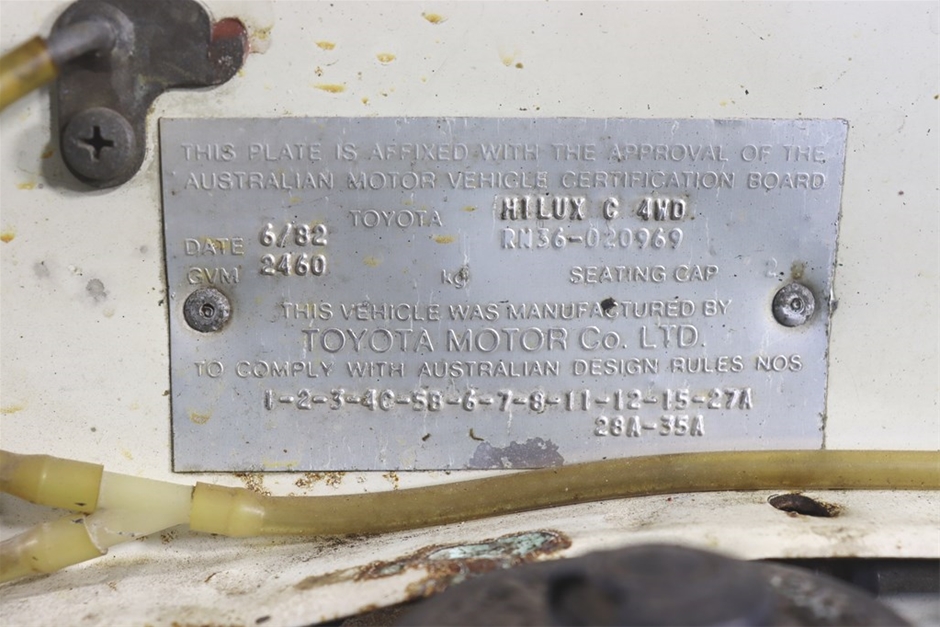 THIS PLATE IS AFFIXED WITH THE APPROVAL OF THE
AUSTRALIAN MOTOR VEHICLE CERTIFICATION BOARD
TOYOTA HILUX C 4WD.
DATE 6/82 RN36-020969
GVM 2460 kg SEATING CAP
THIS VEHICLE WAS MANUFACTURED BY
TOYOTA MOTOR Co. LTD.
TO COMPLY WITH AUSTRALIAN DESIGN RULES NOS
1-2-3-4C-5B-6-7-8-11-12-15-27A
28A-35A